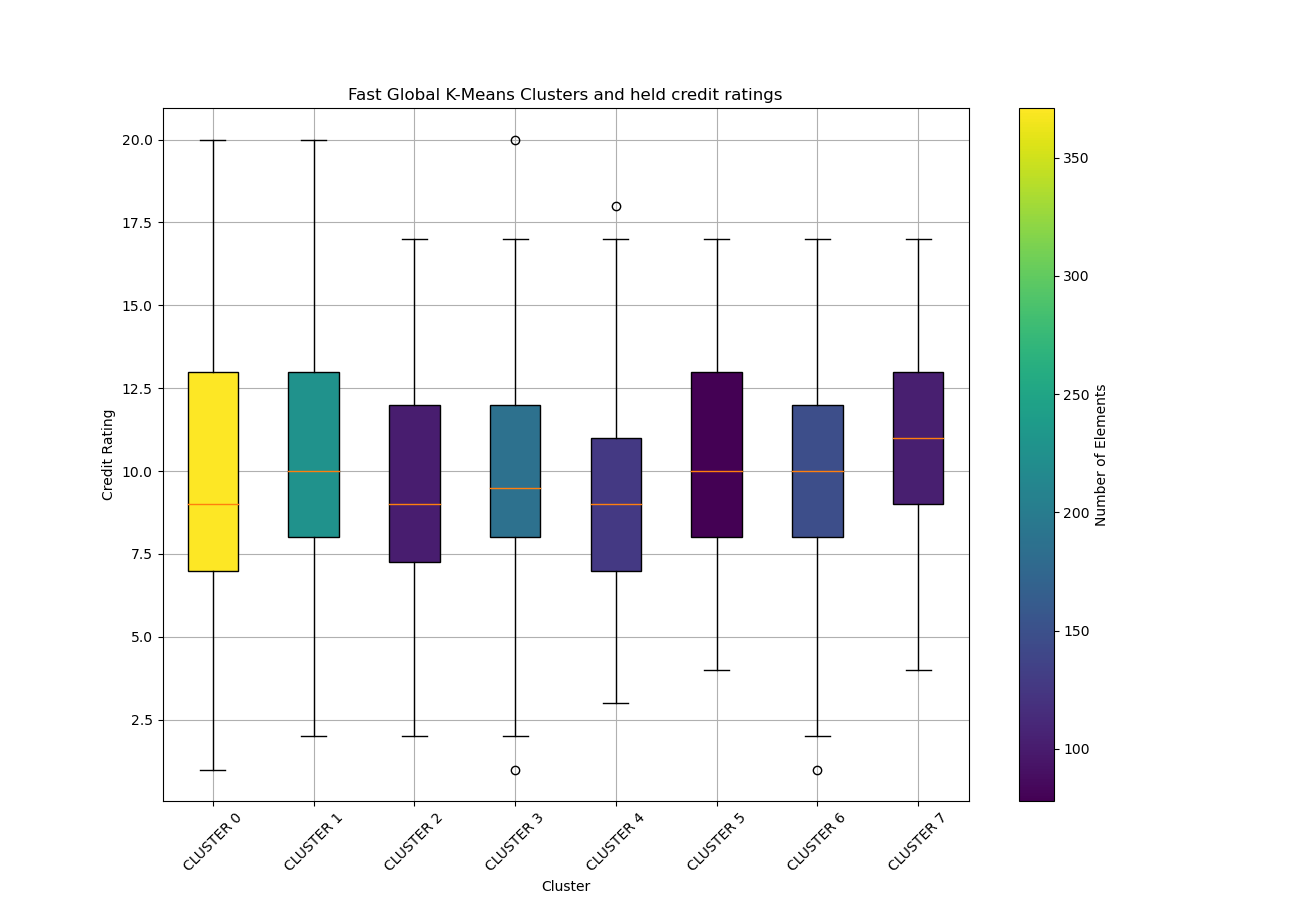 Fast Global K-Means Clusters and held credit ratings
20.0
17.5
15.0
12.5
10.0
7.5
5.0
2.5
Credit Rating
CLUSTER 0
CLUSTER 1
CLUSTER 2
CLUSTER 3
CLUSTER 4
CLUSTER 5
CLUSTER 6
CLUSTER 7
Cluster
350
300
250
200
150
100
Number of Elements